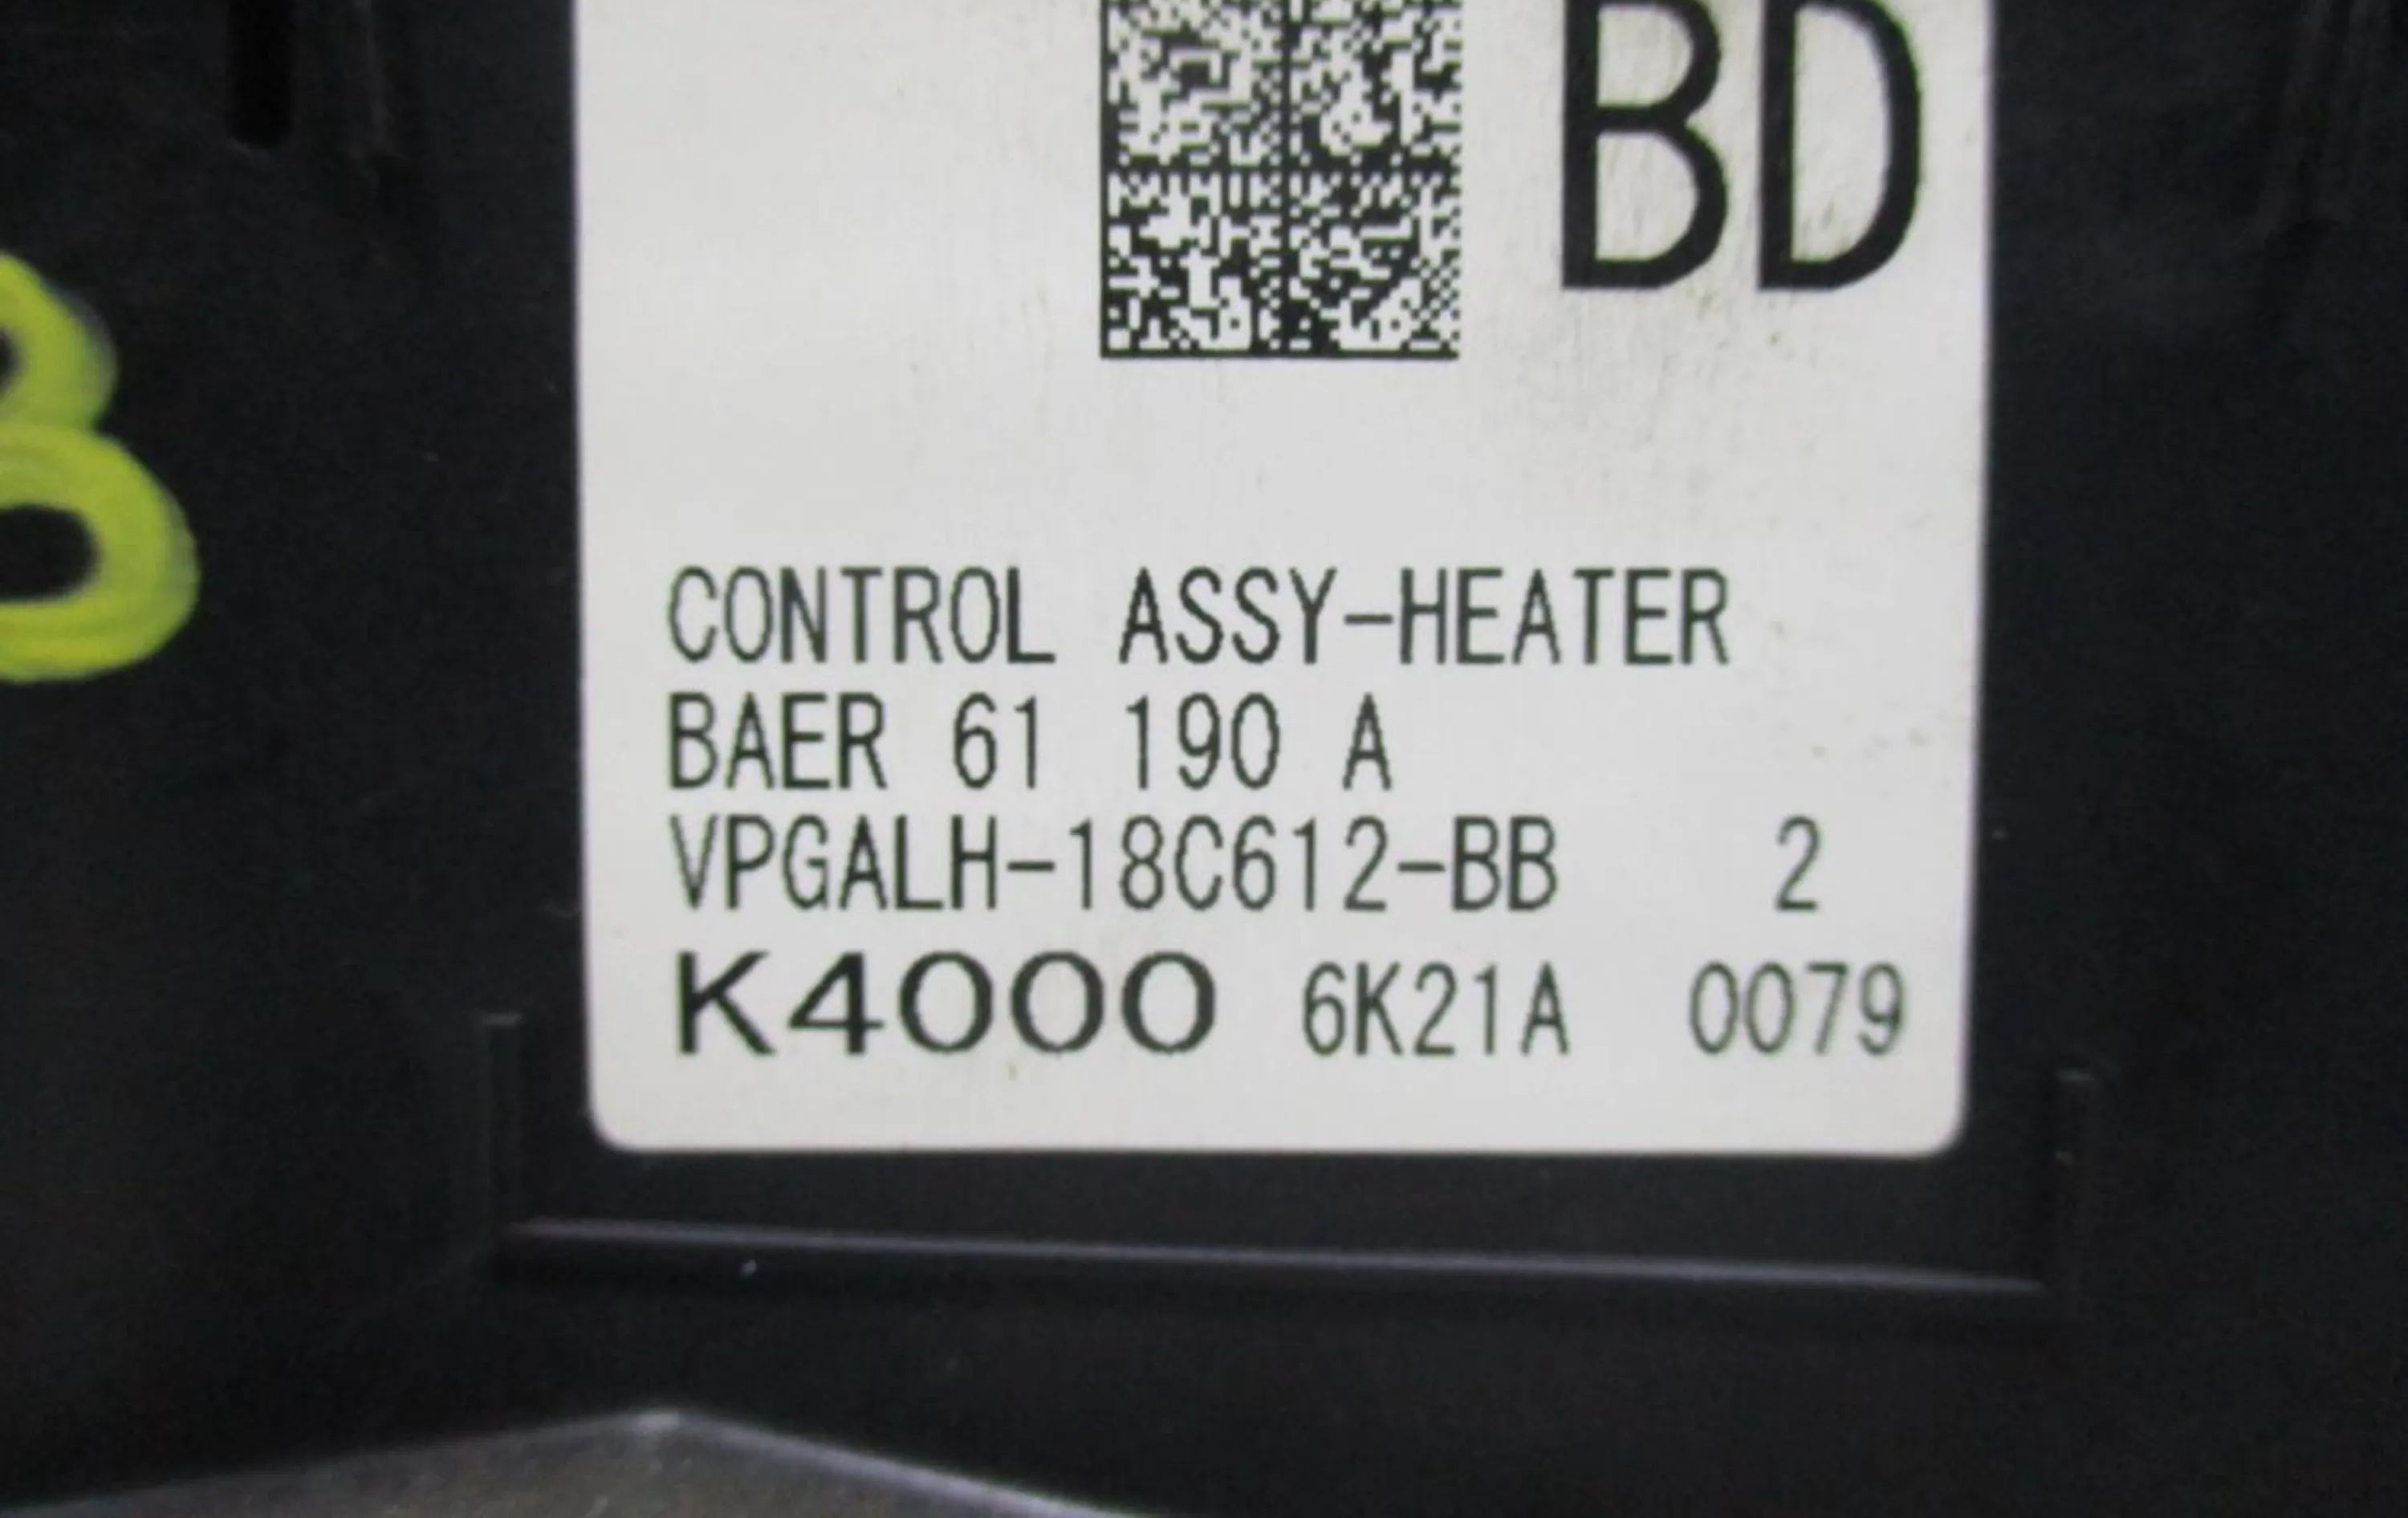 BD
CONTROL ASSY-HEATER
BAER 61 190 A
VPGALH-18C612-BB 2
K4000 6K21A 0079